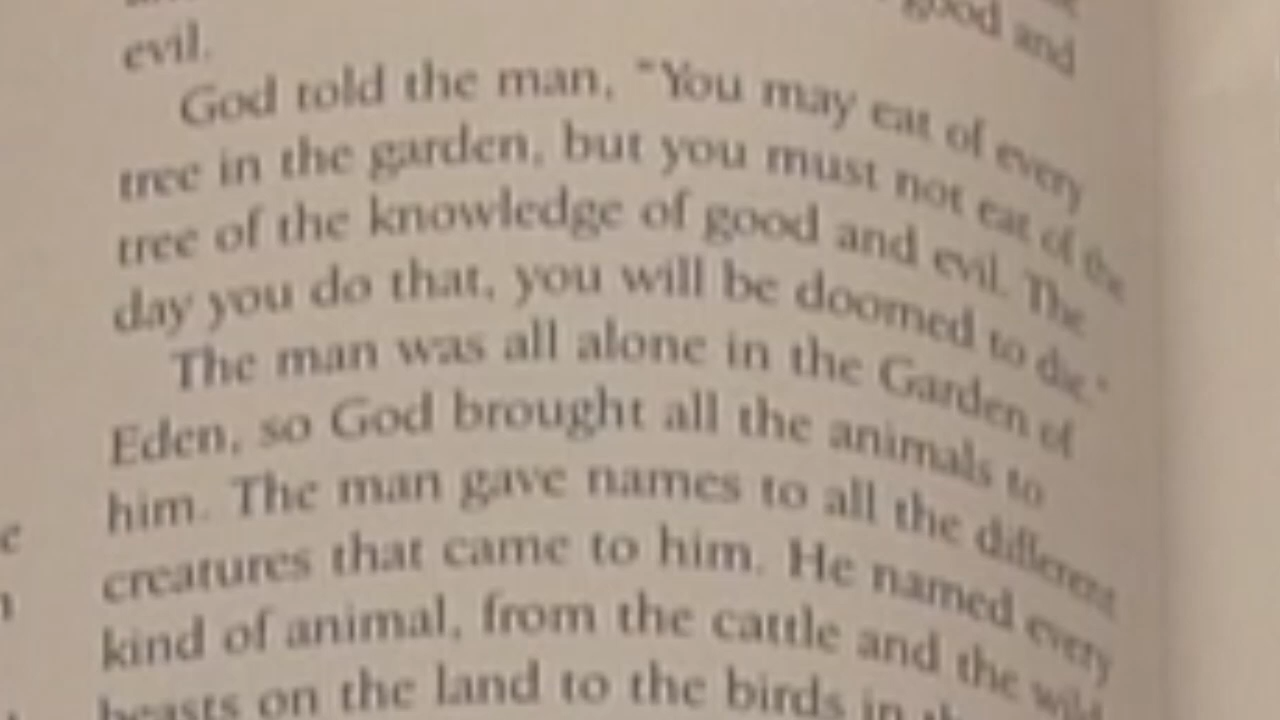 good and
evil.
God told the man, "You may eat of every
tree in the garden, but you must not eat of the
tree of the knowledge of good and evil. The
day you do that, you will be doomed to die."
The man was all alone in the Garden of
Eden, so God brought all the animals to
him. The man gave names to all the different
creatures that came to him. He named every
kind of animal, from the cattle and the wild
beasts on the land to the birds in